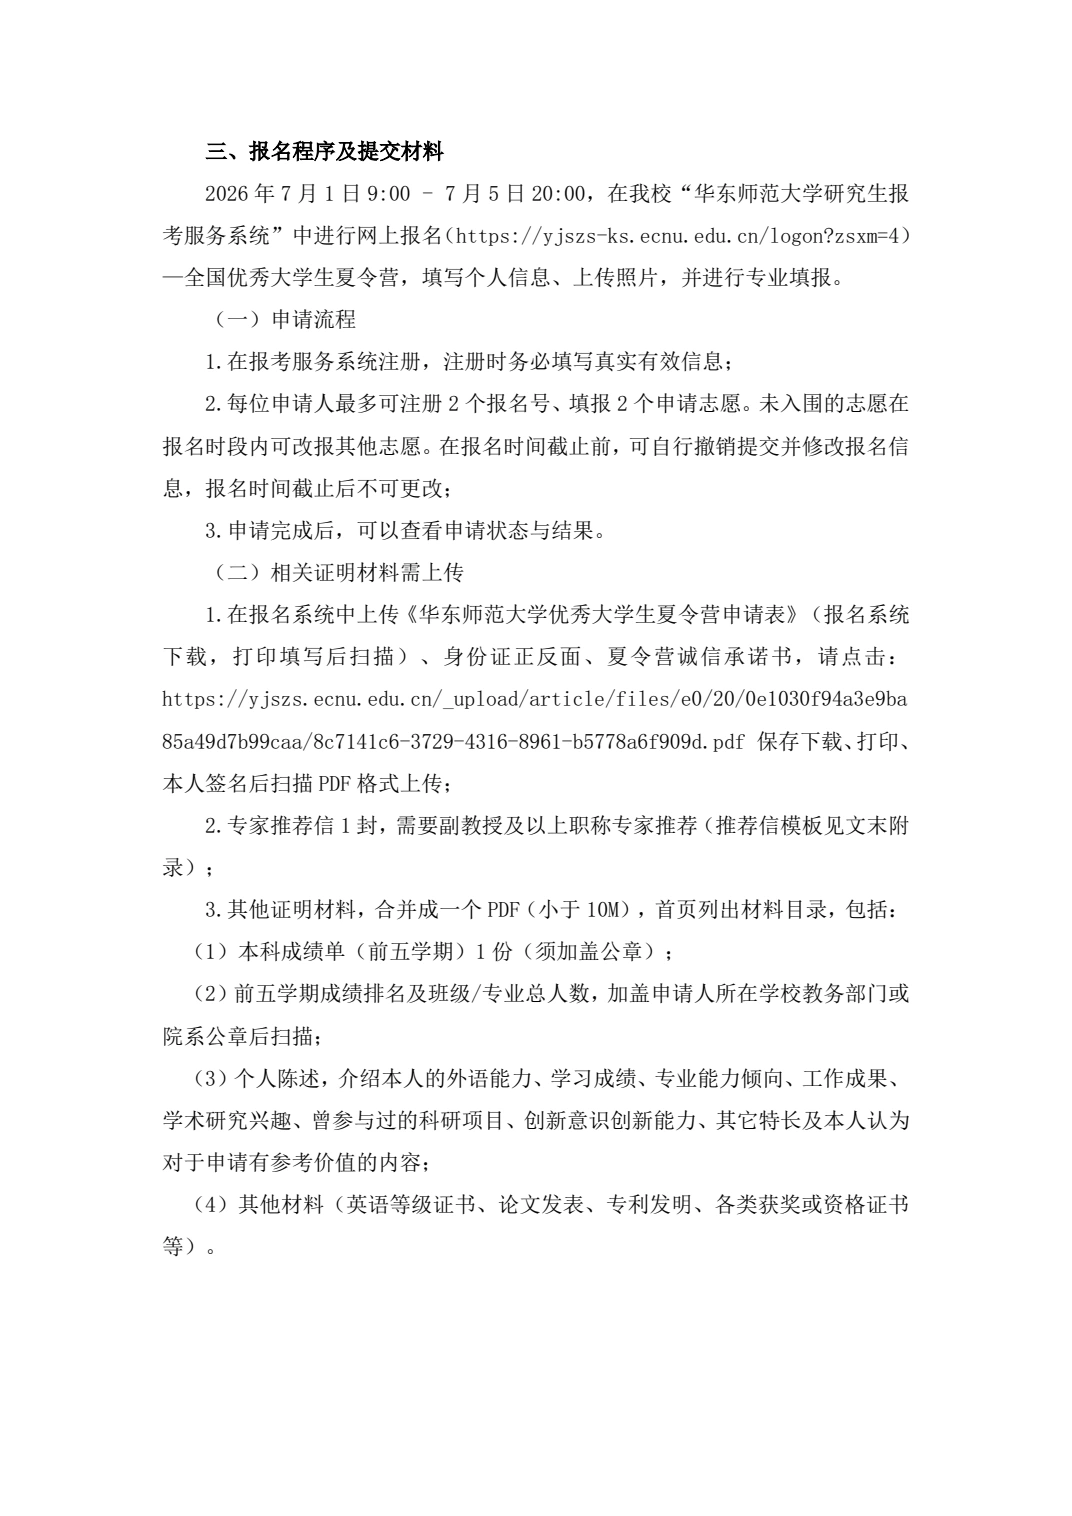 三、报名程序及提交材料
2026 年 7 月 1 日 9:00 - 7 月 5 日 20:00，在我校“华东师范大学研究生报
考服务系统”中进行网上报名（https://yjszs-ks.ecnu.edu.cn/logon?zsxm=4）
—全国优秀大学生夏令营，填写个人信息、上传照片，并进行专业填报。
（一）申请流程
1.在报考服务系统注册，注册时务必填写真实有效信息；
2.每位申请人最多可注册 2 个报名号、填报 2 个申请志愿。未入围的志愿在
报名时段内可改报其他志愿。在报名时间截止前，可自行撤销提交并修改报名信
息，报名时间截止后不可更改；
3.申请完成后，可以查看申请状态与结果。
（二）相关证明材料需上传
1.在报名系统中上传《华东师范大学优秀大学生夏令营申请表》（报名系统
下载，打印填写后扫描）、身份证正反面、夏令营诚信承诺书，请点击：
https://yjszs.ecnu.edu.cn/_upload/article/files/e0/20/0e1030f94a3e9ba
85a49d7b99caa/8c7141c6-3729-4316-8961-b5778a6f909d.pdf 保存下载、打印、
本人签名后扫描 PDF 格式上传；
2.专家推荐信 1 封，需要副教授及以上职称专家推荐（推荐信模板见文末附
录）；
3.其他证明材料，合并成一个 PDF（小于 10M），首页列出材料目录，包括：
（1）本科成绩单（前五学期）1 份（须加盖公章）；
（2）前五学期成绩排名及班级/专业总人数，加盖申请人所在学校教务部门或
院系公章后扫描；
（3）个人陈述，介绍本人的外语能力、学习成绩、专业能力倾向、工作成果、
学术研究兴趣、曾参与过的科研项目、创新意识创新能力、其它特长及本人认为
对于申请有参考价值的内容；
（4）其他材料（英语等级证书、论文发表、专利发明、各类获奖或资格证书
等）。